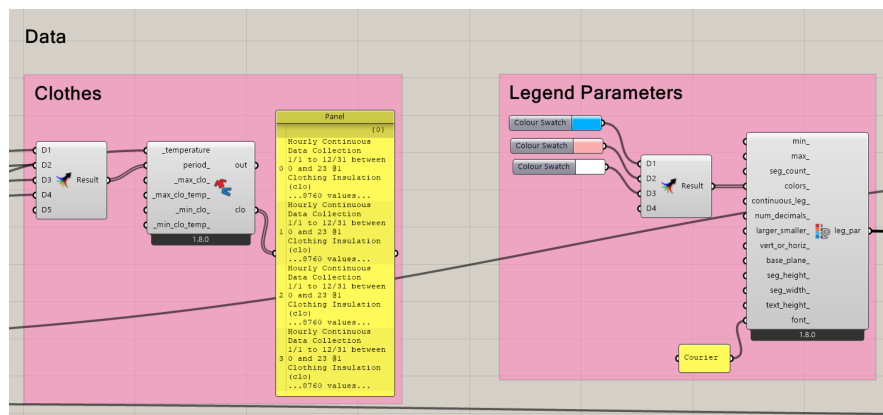 Data
Clothes
D1
D2
D3
D4
D5
Result
_temperature
period_
_max_clo_
_max_clo_temp_
_min_clo_
_min_clo_temp_
out
clo
1.8.0
Panel
{0}
Hourly Continuous
Data Collection
1/1 to 12/31 between
0 0 and 23 @1
Clothing Insulation
(clo)
...8760 values...
Hourly Continuous
Data Collection
1/1 to 12/31 between
1 0 and 23 @1
Clothing Insulation
(clo)
...8760 values...
Hourly Continuous
Data Collection
1/1 to 12/31 between
2 0 and 23 @1
Clothing Insulation
(clo)
...8760 values...
Hourly Continuous
Data Collection
1/1 to 12/31 between
3 0 and 23 @1
Clothing Insulation
(clo)
...8760 values...
Legend Parameters
Colour Swatch
Colour Swatch
Colour Swatch
D1
D2
D3
D4
Result
min_
max_
seg_count_
colors_
continuous_leg_
num_decimals_
larger_smaller_
vert_or_horiz_
base_plane_
seg_height_
seg_width_
text_height_
font_
leg_par
1.8.0
Courier